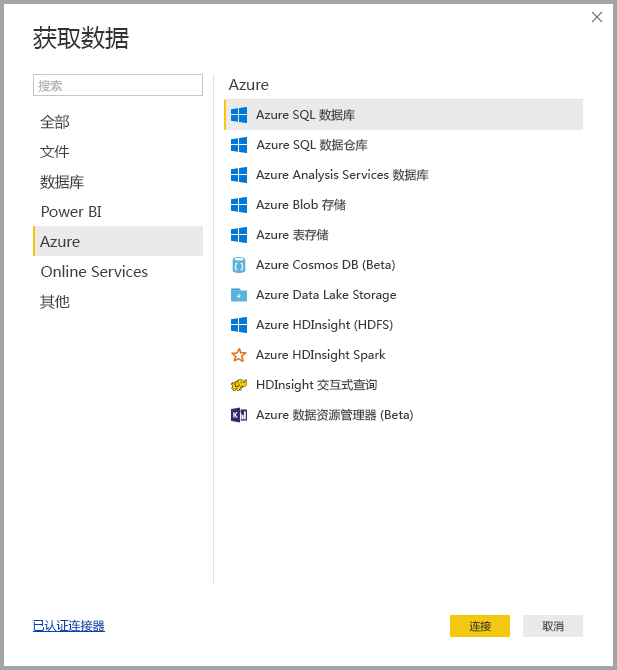 获取数据
搜索
全部
文件
数据库
Power BI
Azure
Online Services
其他
Azure
Azure SQL 数据库
Azure SQL 数据仓库
Azure Analysis Services 数据库
Azure Blob 存储
Azure 表存储
Azure Cosmos DB (Beta)
Azure Data Lake Storage
Azure HDInsight (HDFS)
Azure HDInsight Spark
HDInsight 交互式查询
Azure 数据资源管理器 (Beta)
已认证连接器
连接
取消